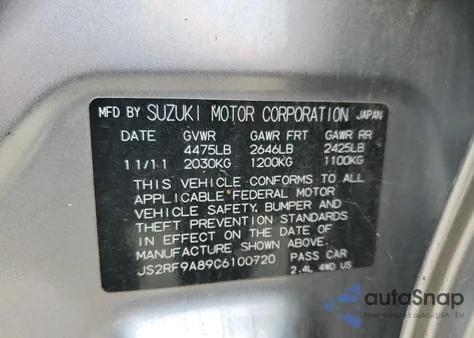 MFD BY SUZUKI MOTOR CORPORATION JAPAN
DATE GVWR GAWR FRT GAWR RR
4475LB 2646LB 2425LB
11/11 2030KG 1200KG 1100KG
THIS VEHICLE CONFORMS TO ALL
APPLICABLE FEDERAL MOTOR
VEHICLE SAFETY, BUMPER AND
THEFT PREVENTION STANDARDS
IN EFFECT ON THE DATE OF
MANUFACTURE SHOWN ABOVE.
JS2RF9A89C6100720 PASS CAR
2.4L 4WD US
autoSnap